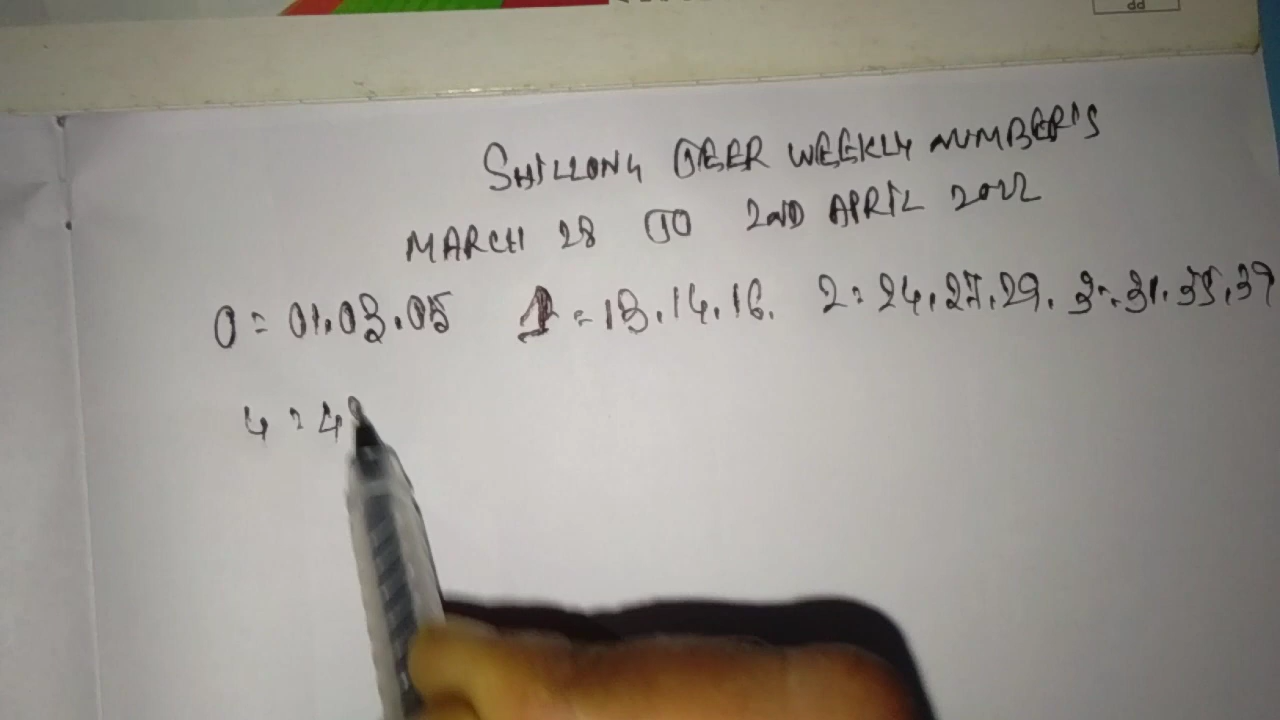 SHILLONG TEER WEEKLY NUMBER'S
MARCH 28 TO 2ND APRIL 2022
0 = 01.03.05 1 = 13.14.16. 2 = 24.27.29. 3 = 31.35.39
4 = 4